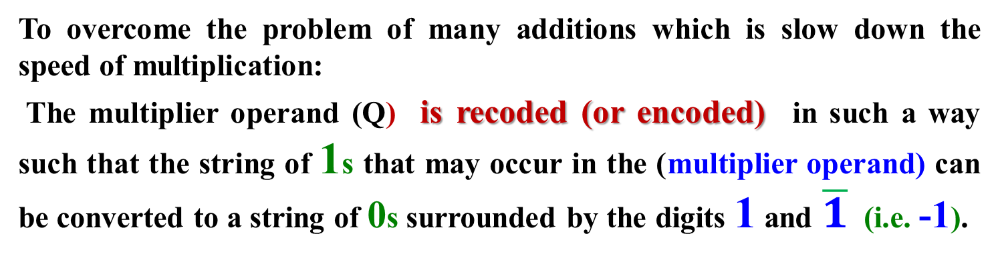 To overcome the problem of many additions which is slow down the
speed of multiplication:
The multiplier operand (Q) is recoded (or encoded) in such a way
such that the string of 1s that may occur in the (multiplier operand) can
be converted to a string of 0s surrounded by the digits 1 and 1̅ (i.e. -1).